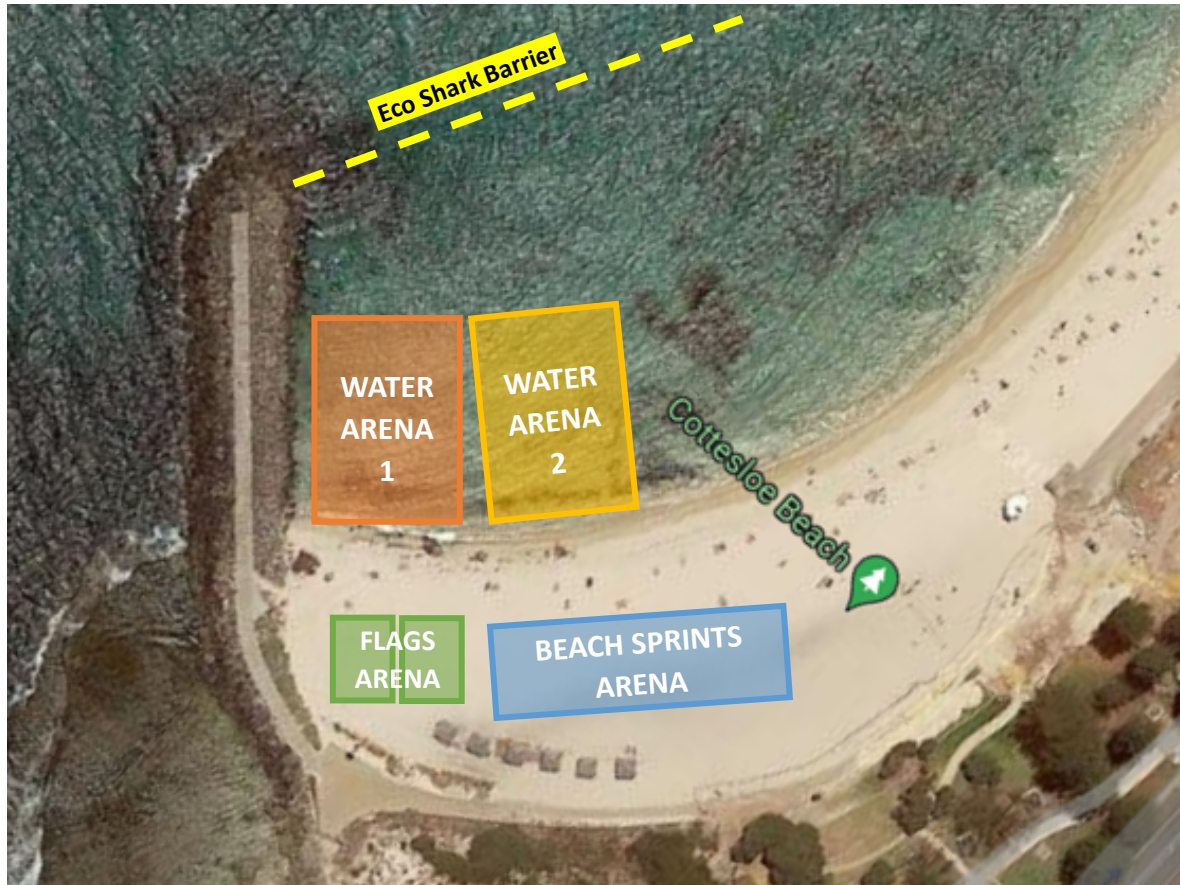 Eco Shark Barrier
WATER
ARENA
1
WATER
ARENA
2
Cottesloe Beach
FLAGS
ARENA
BEACH SPRINTS
ARENA